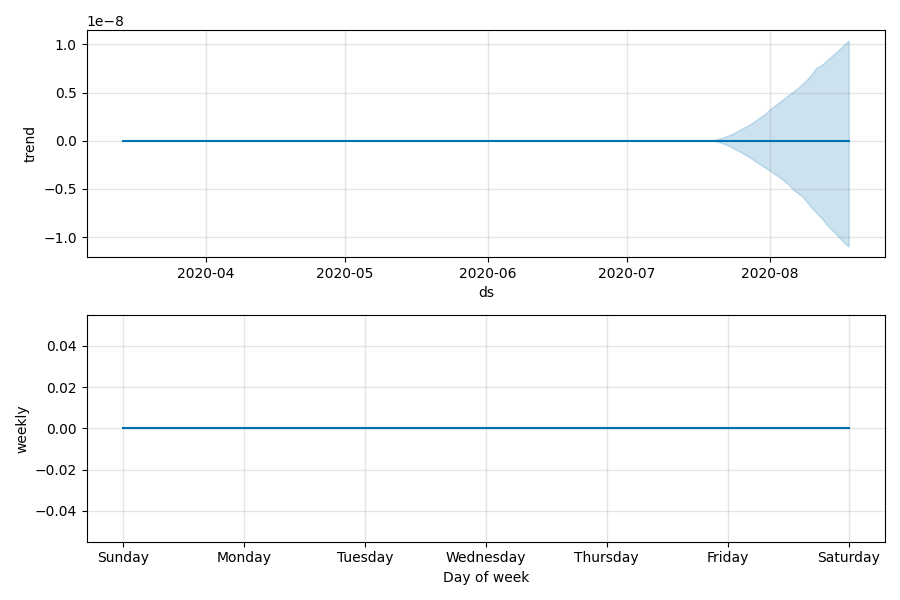 1e−8
1.0
0.5
0.0
−0.5
−1.0
trend
2020-04 2020-05 2020-06 2020-07 2020-08
ds
0.04
0.02
0.00
−0.02
−0.04
weekly
Sunday Monday Tuesday Wednesday Thursday Friday Saturday
Day of week